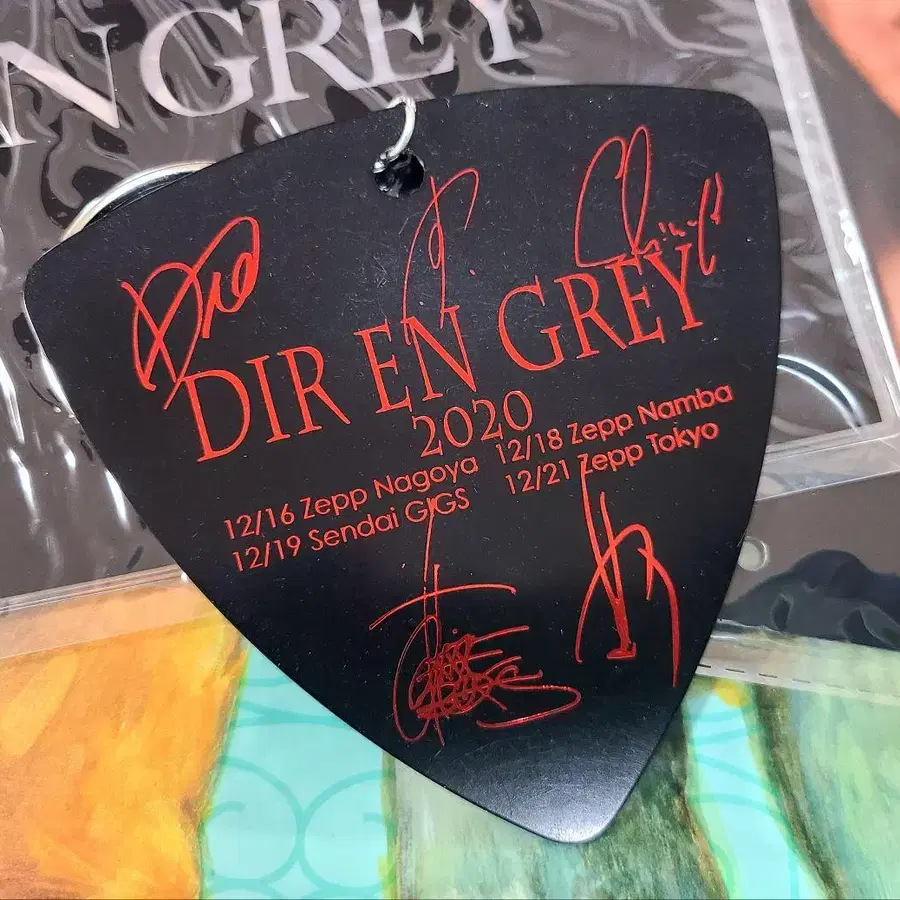 N GREY
Die
DIR EN GREY
2020
12/16 Zepp Nagoya 12/18 Zepp Namba
12/19 Sendai GIGS 12/21 Zepp Tokyo